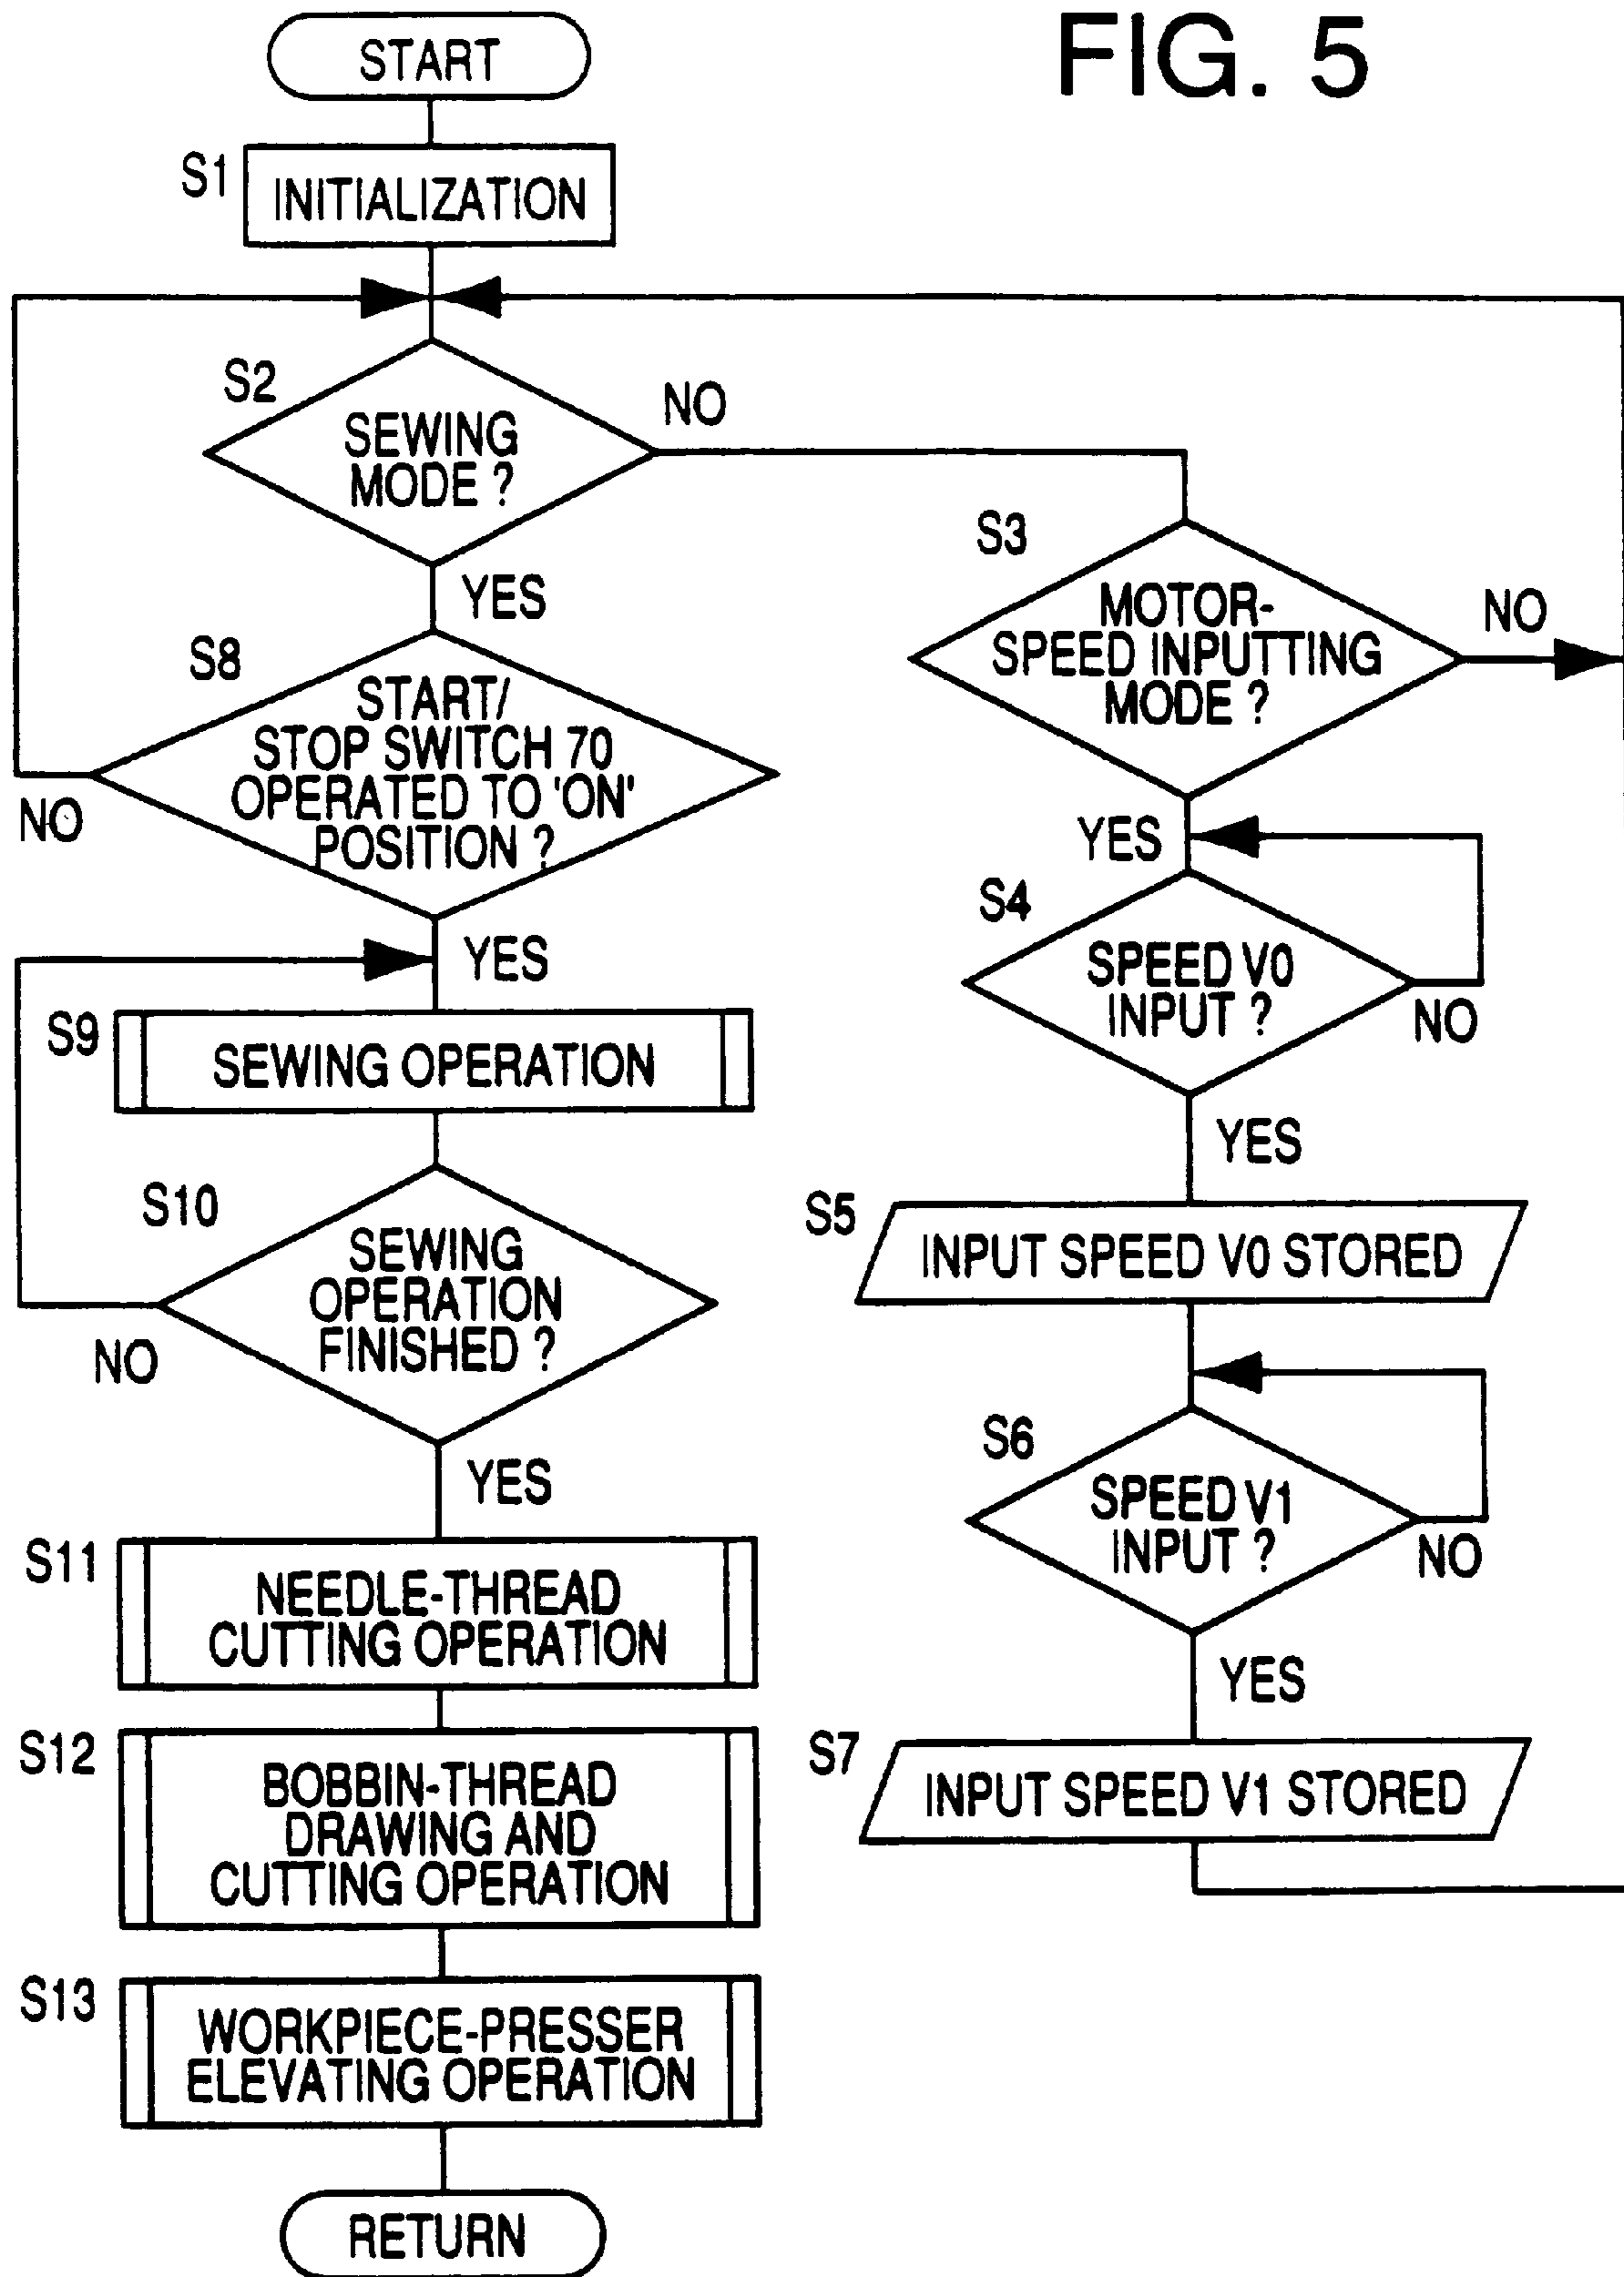 FIG. 5
START
S1
INITIALIZATION
S2
SEWING
MODE ?
NO
YES
S3
MOTOR-
SPEED INPUTTING
MODE ?
NO
YES
S8
START/
STOP SWITCH 70
OPERATED TO 'ON'
POSITION ?
NO
YES
S4
SPEED V0
INPUT ?
NO
YES
S9
SEWING OPERATION
S10
SEWING
OPERATION
FINISHED ?
NO
YES
S5
INPUT SPEED V0 STORED
S6
SPEED V1
INPUT ?
NO
YES
S7
INPUT SPEED V1 STORED
S11
NEEDLE-THREAD
CUTTING OPERATION
S12
BOBBIN-THREAD
DRAWING AND
CUTTING OPERATION
S13
WORKPIECE-PRESSER
ELEVATING OPERATION
RETURN